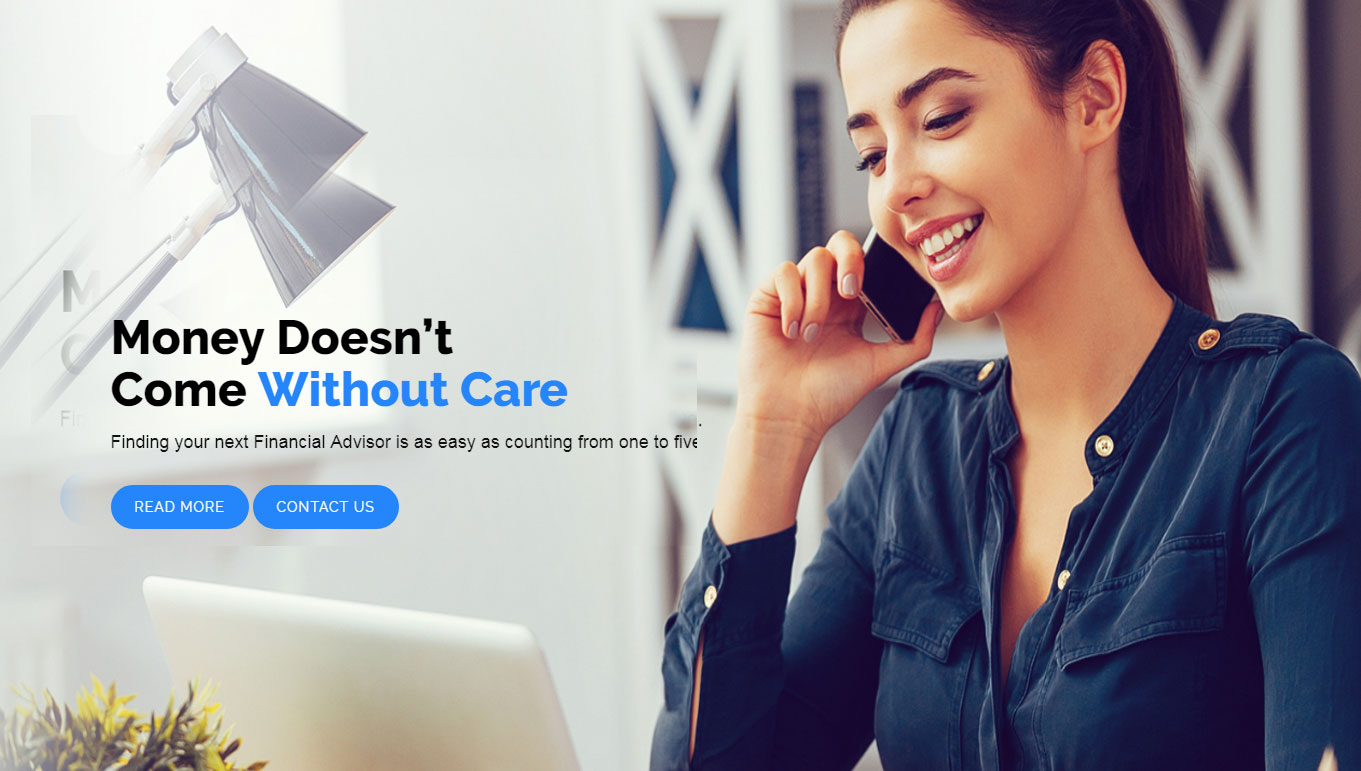 Money Doesn’t
Come Without Care
Finding your next Financial Advisor is as easy as counting from one to five.
READ MORE CONTACT US